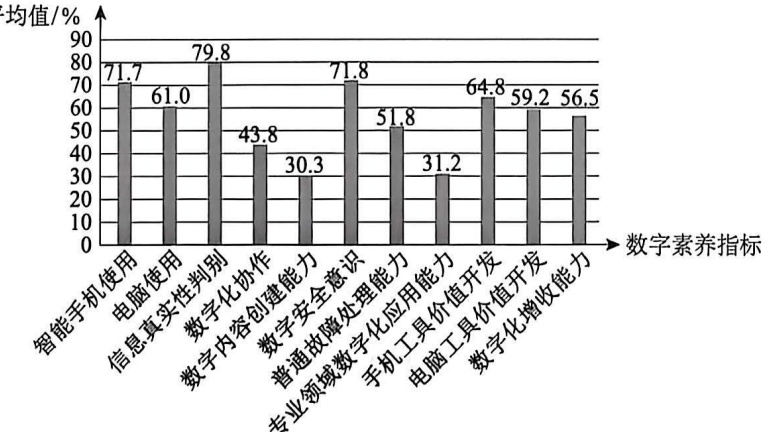 平均值/%
90
80
70
60
50
40
30
20
10
0
71.7
61.0
79.8
43.8
30.3
71.8
51.8
31.2
64.8
59.2
56.5
数字素养指标
智能手机使用
电脑使用
信息真实性判别
数字化协作
数字内容创建能力
数字安全意识
普通故障处理能力
专业领域数字化应用能力
手机工具价值开发
电脑工具价值开发
数字化增收能力